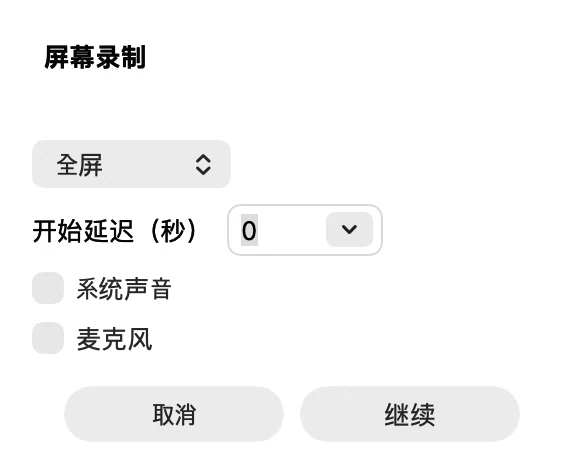 屏幕录制
全屏
开始延迟（秒） 0
系统声音
麦克风
取消 继续